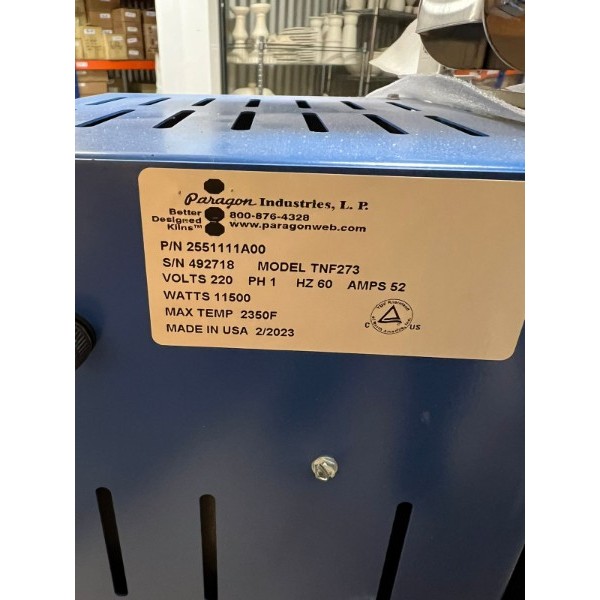 Paragon Industries, L. P.
Better Designed Kilns™
800-876-4328
www.paragonweb.com
P/N 2551111A00
S/N 492718 MODEL TNF273
VOLTS 220 PH 1 HZ 60 AMPS 52
WATTS 11500
MAX TEMP 2350F
MADE IN USA 2/2023
C US